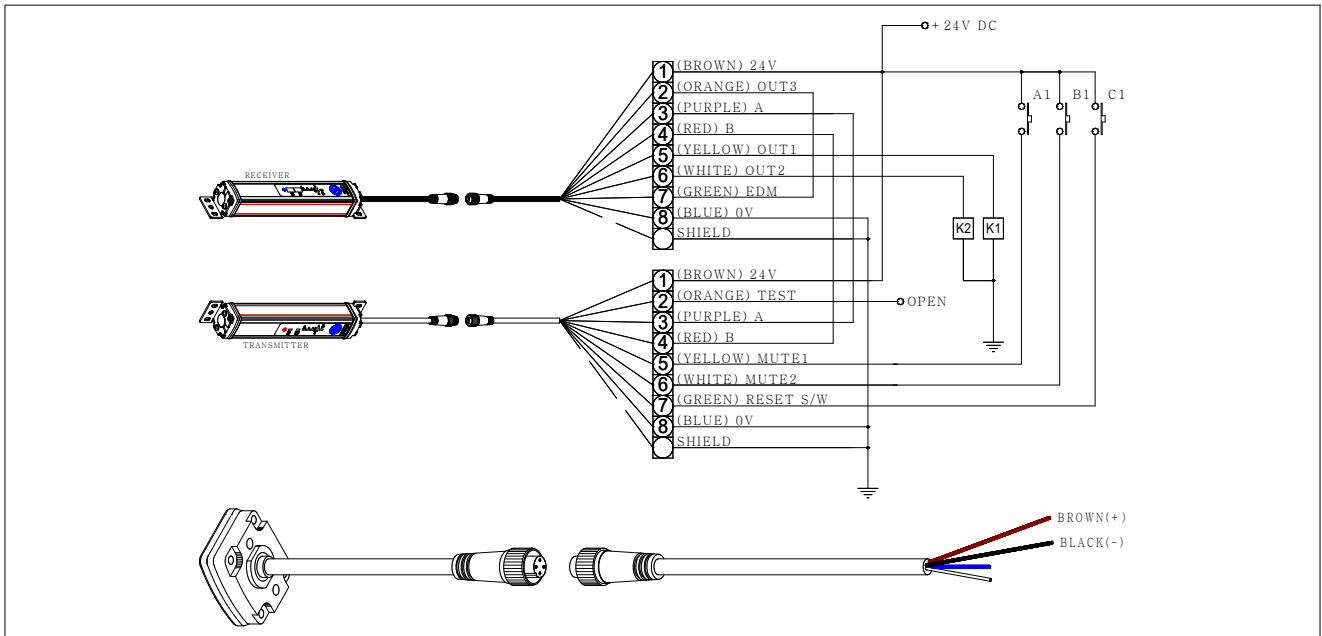 +24V DC
RECEIVER
1 (BROWN) 24V
2 (ORANGE) OUT3
3 (PURPLE) A
4 (RED) B
5 (YELLOW) OUT1
6 (WHITE) OUT2
7 (GREEN) EDM
8 (BLUE) 0V
SHIELD
A1 B1 C1
K2 K1
TRANSMITTER
1 (BROWN) 24V
2 (ORANGE) TEST
OPEN
3 (PURPLE) A
4 (RED) B
5 (YELLOW) MUTE1
6 (WHITE) MUTE2
7 (GREEN) RESET S/W
8 (BLUE) 0V
SHIELD
BROWN(+)
BLACK(-)